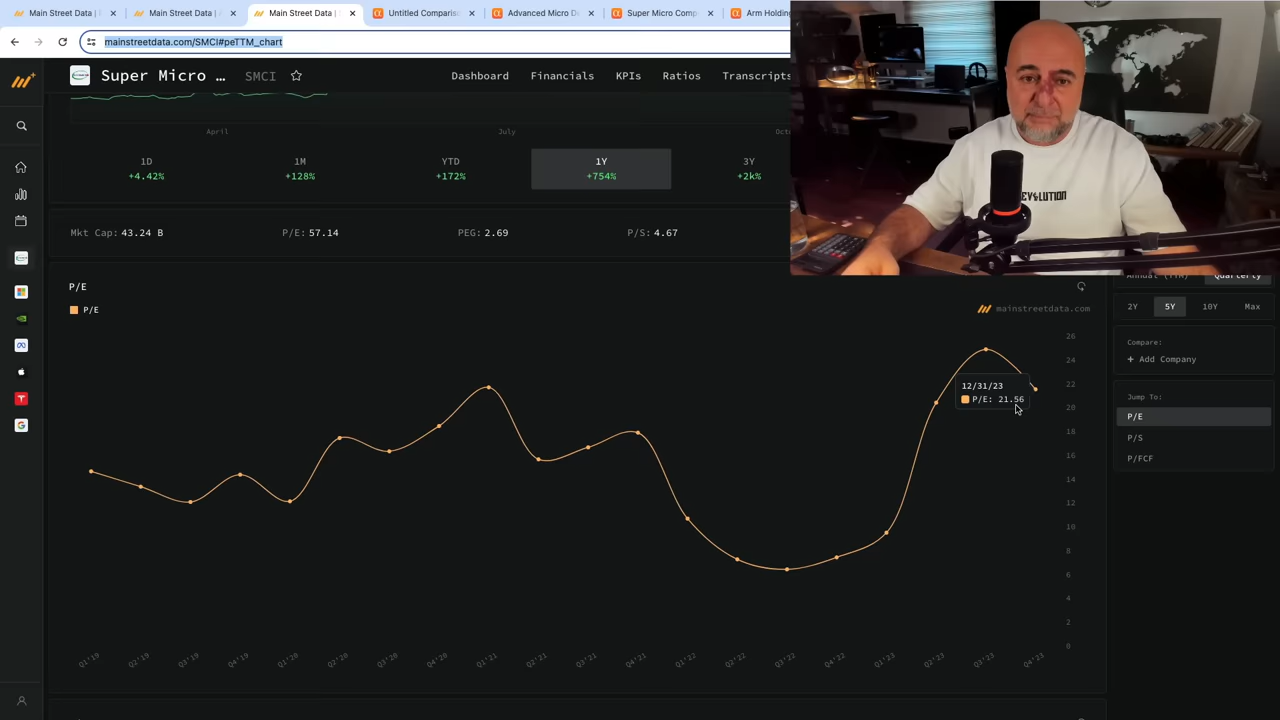 Main Street Data |
Main Street Data |
Main Street Data |
Untitled Comparis
Advanced Micro D
Super Micro Comp
Arm Holding
mainstreetdata.com/SMCI#peTTM_chart
Super Micro … SMCI
Dashboard Financials KPIs Ratios Transcripts
April July
1D 1M YTD 1Y 3Y
+4.42% +128% +172% +754% +2k%
Mkt Cap: 43.24 B P/E: 57.14 PEG: 2.69 P/S: 4.67
EVOLUTION
Annual (TTM) Quarterly
P/E
P/E
mainstreetdata.com
2Y 5Y 10Y Max
Compare:
+ Add Company
Jump To:
P/E
P/S
P/FCF
12/31/23
P/E: 21.56
26
24
22
20
18
16
14
12
10
8
6
4
2
0
Q1'19 Q2'19 Q3'19 Q4'19 Q1'20 Q2'20 Q3'20 Q4'20 Q1'21 Q2'21 Q3'21 Q4'21 Q1'22 Q2'22 Q3'22 Q4'22 Q1'23 Q2'23 Q3'23 Q4'23